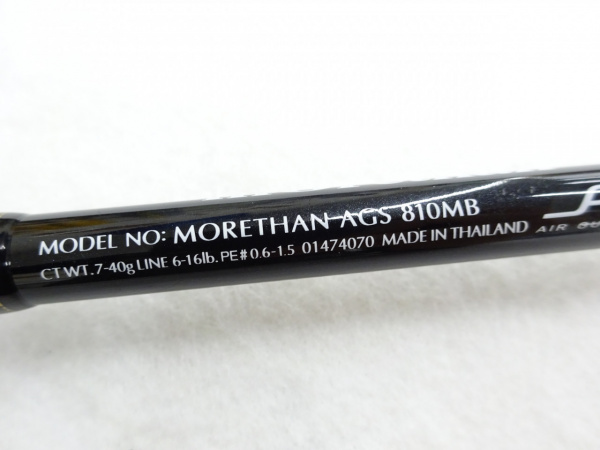 MODEL NO: MORETHAN AGS 810MB
CT WT.7-40g LINE 6-16lb. PE#0.6-1.5 01474070 MADE IN THAILAND AIR